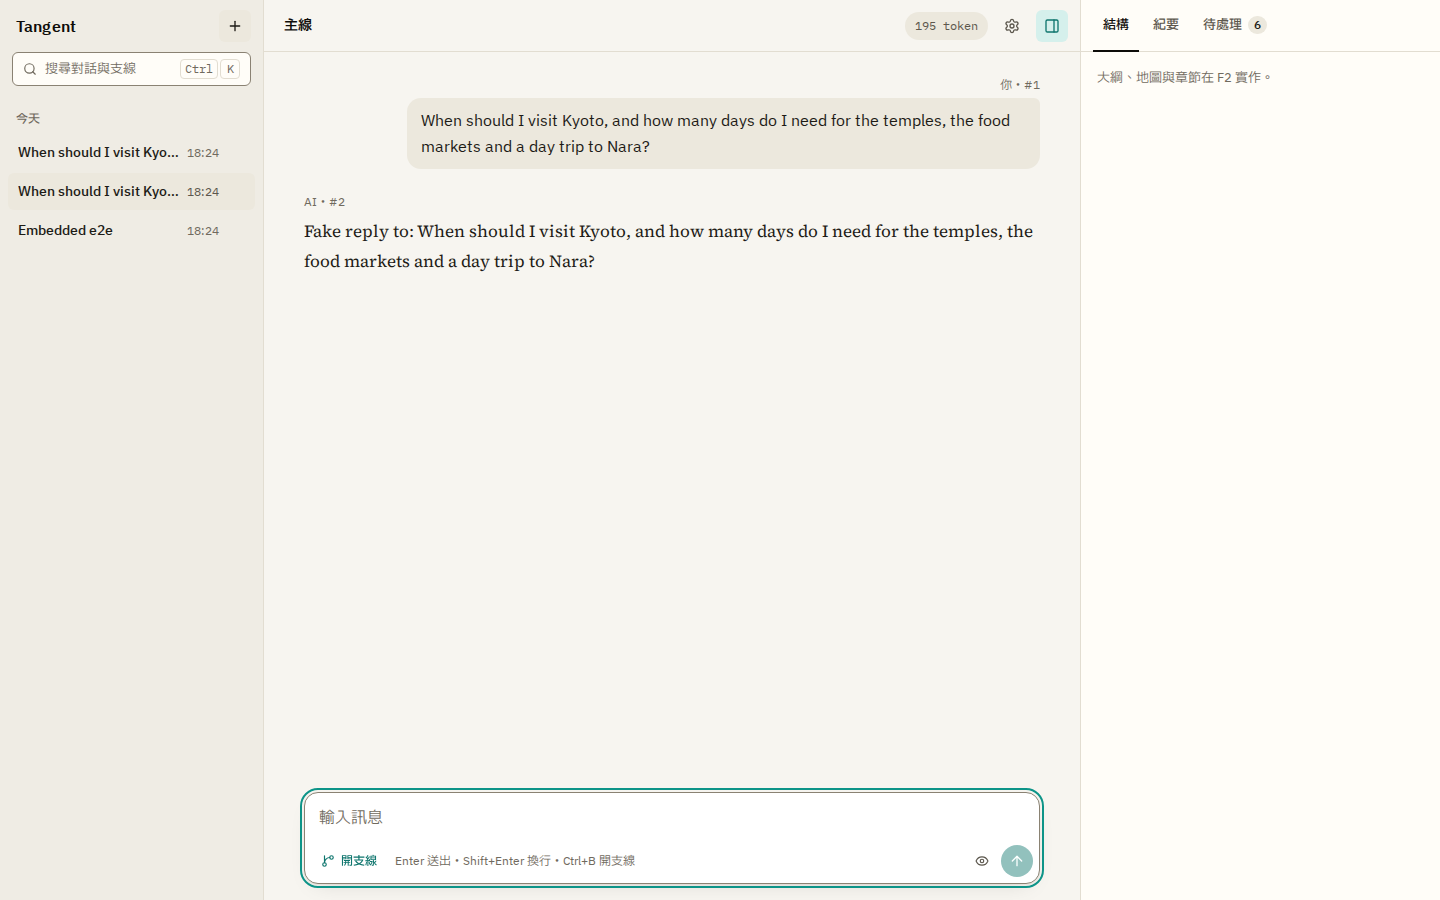 Tangent
搜尋對話與支線 Ctrl K
今天
When should I visit Kyo... 18:24
When should I visit Kyo... 18:24
Embedded e2e 18:24
主線
195 token
你・#1
When should I visit Kyoto, and how many days do I need for the temples, the food
markets and a day trip to Nara?
AI・#2
Fake reply to: When should I visit Kyoto, and how many days do I need for the temples, the
food markets and a day trip to Nara?
輸入訊息
開支線 Enter 送出・Shift+Enter 換行・Ctrl+B 開支線
結構 紀要 待處理 6
大綱、地圖與章節在 F2 實作。